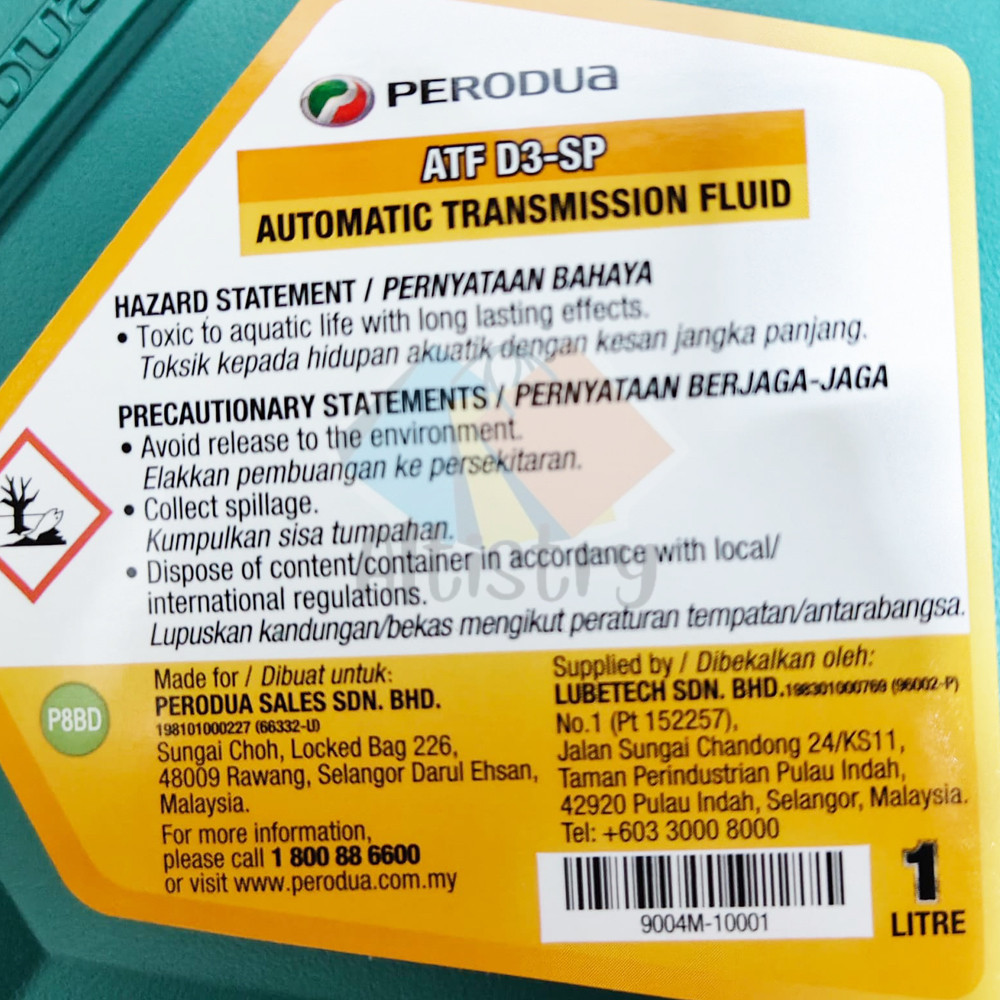 PERODUA
ATF D3-SP
AUTOMATIC TRANSMISSION FLUID
HAZARD STATEMENT / PERNYATAAN BAHAYA
• Toxic to aquatic life with long lasting effects.
Toksik kepada hidupan akuatik dengan kesan jangka panjang.
PRECAUTIONARY STATEMENTS / PERNYATAAN BERJAGA-JAGA
• Avoid release to the environment.
Elakkan pembuangan ke persekitaran.
• Collect spillage.
Kumpulkan sisa tumpahan.
• Dispose of content/container in accordance with local/
international regulations.
Lupuskan kandungan/bekas mengikut peraturan tempatan/antarabangsa.
Altistry
P8BD
Made for / Dibuat untuk:
PERODUA SALES SDN. BHD.
198101000227 (66332-U)
Sungai Choh, Locked Bag 226,
48009 Rawang, Selangor Darul Ehsan,
Malaysia.
For more information,
please call 1 800 88 6600
or visit www.perodua.com.my
Supplied by / Dibekalkan oleh:
LUBETECH SDN. BHD. 198301000769 (96002-P)
No.1 (Pt 152257),
Jalan Sungai Chandong 24/KS11,
Taman Perindustrian Pulau Indah,
42920 Pulau Indah, Selangor, Malaysia.
Tel: +603 3000 8000
9004M-10001
1
LITRE